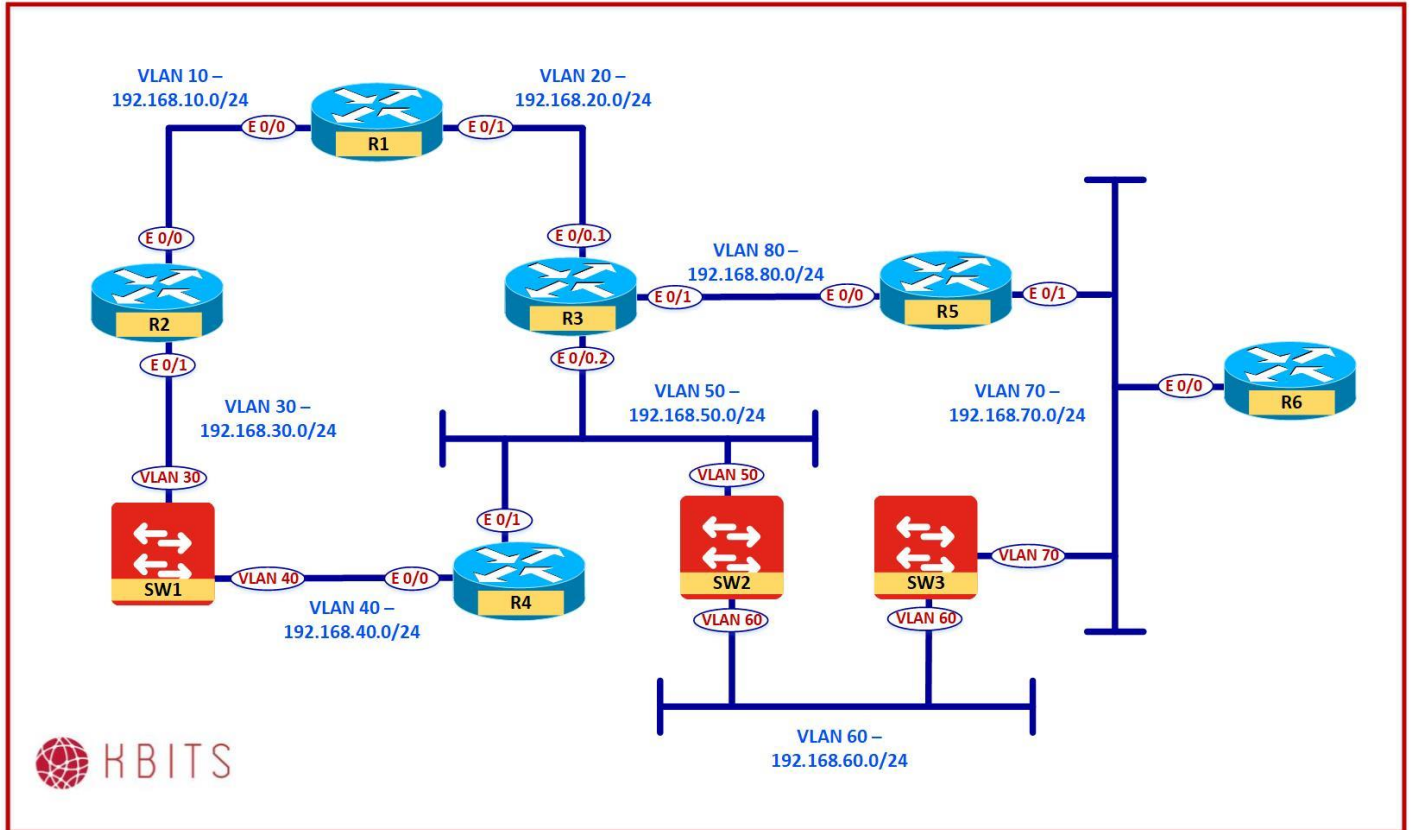 VLAN 10 –
192.168.10.0/24
VLAN 20 –
192.168.20.0/24
E 0/0
R1
E 0/1
E 0/0
R2
E 0/1
E 0/0.1
R3
E 0/1
E 0/0.2
VLAN 80 –
192.168.80.0/24
E 0/0
R5
E 0/1
VLAN 30 –
192.168.30.0/24
VLAN 50 –
192.168.50.0/24
VLAN 70 –
192.168.70.0/24
E 0/0
R6
VLAN 30
SW1
VLAN 40
E 0/0
E 0/1
R4
VLAN 40 –
192.168.40.0/24
VLAN 50
SW2
VLAN 60
SW3
VLAN 70
VLAN 60
VLAN 60 –
192.168.60.0/24
KBITS